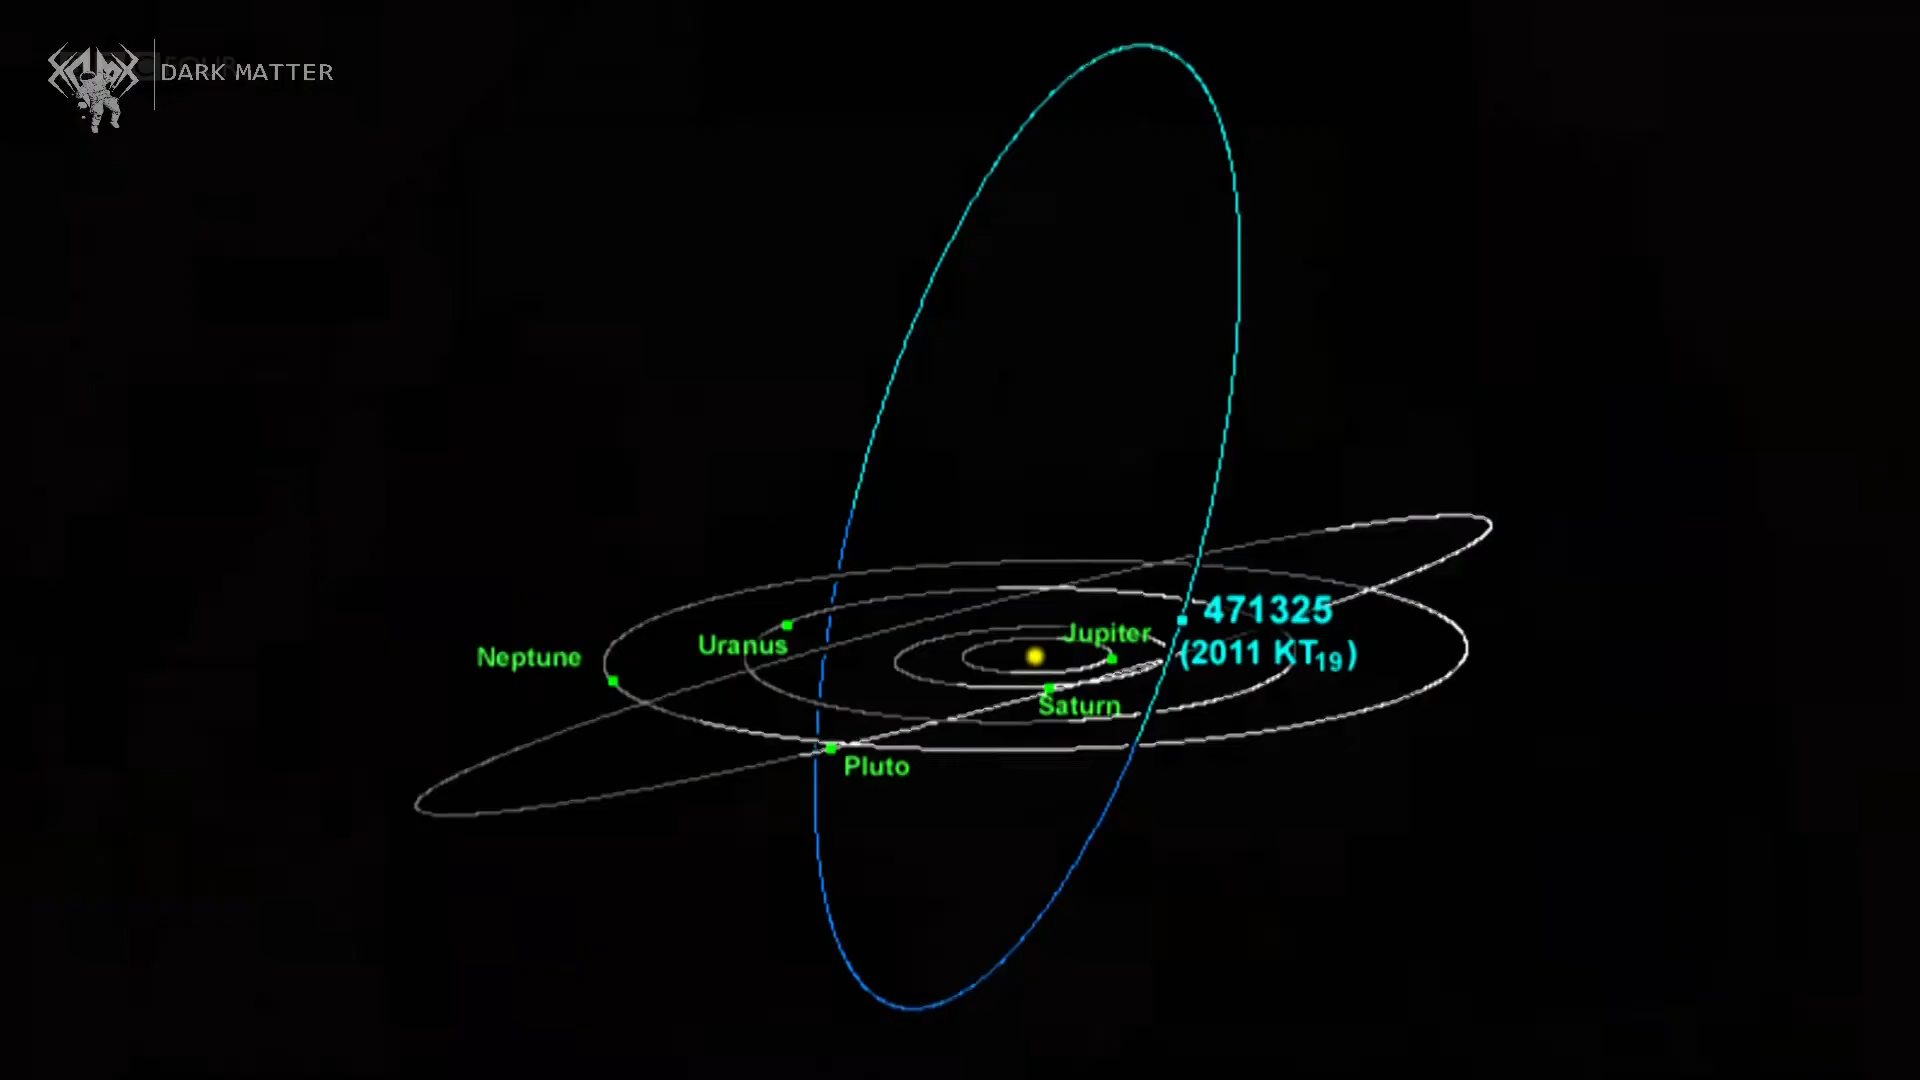 DARK MATTER
471325
(2011 KT19)
Jupiter
Uranus
Neptune
Saturn
Pluto